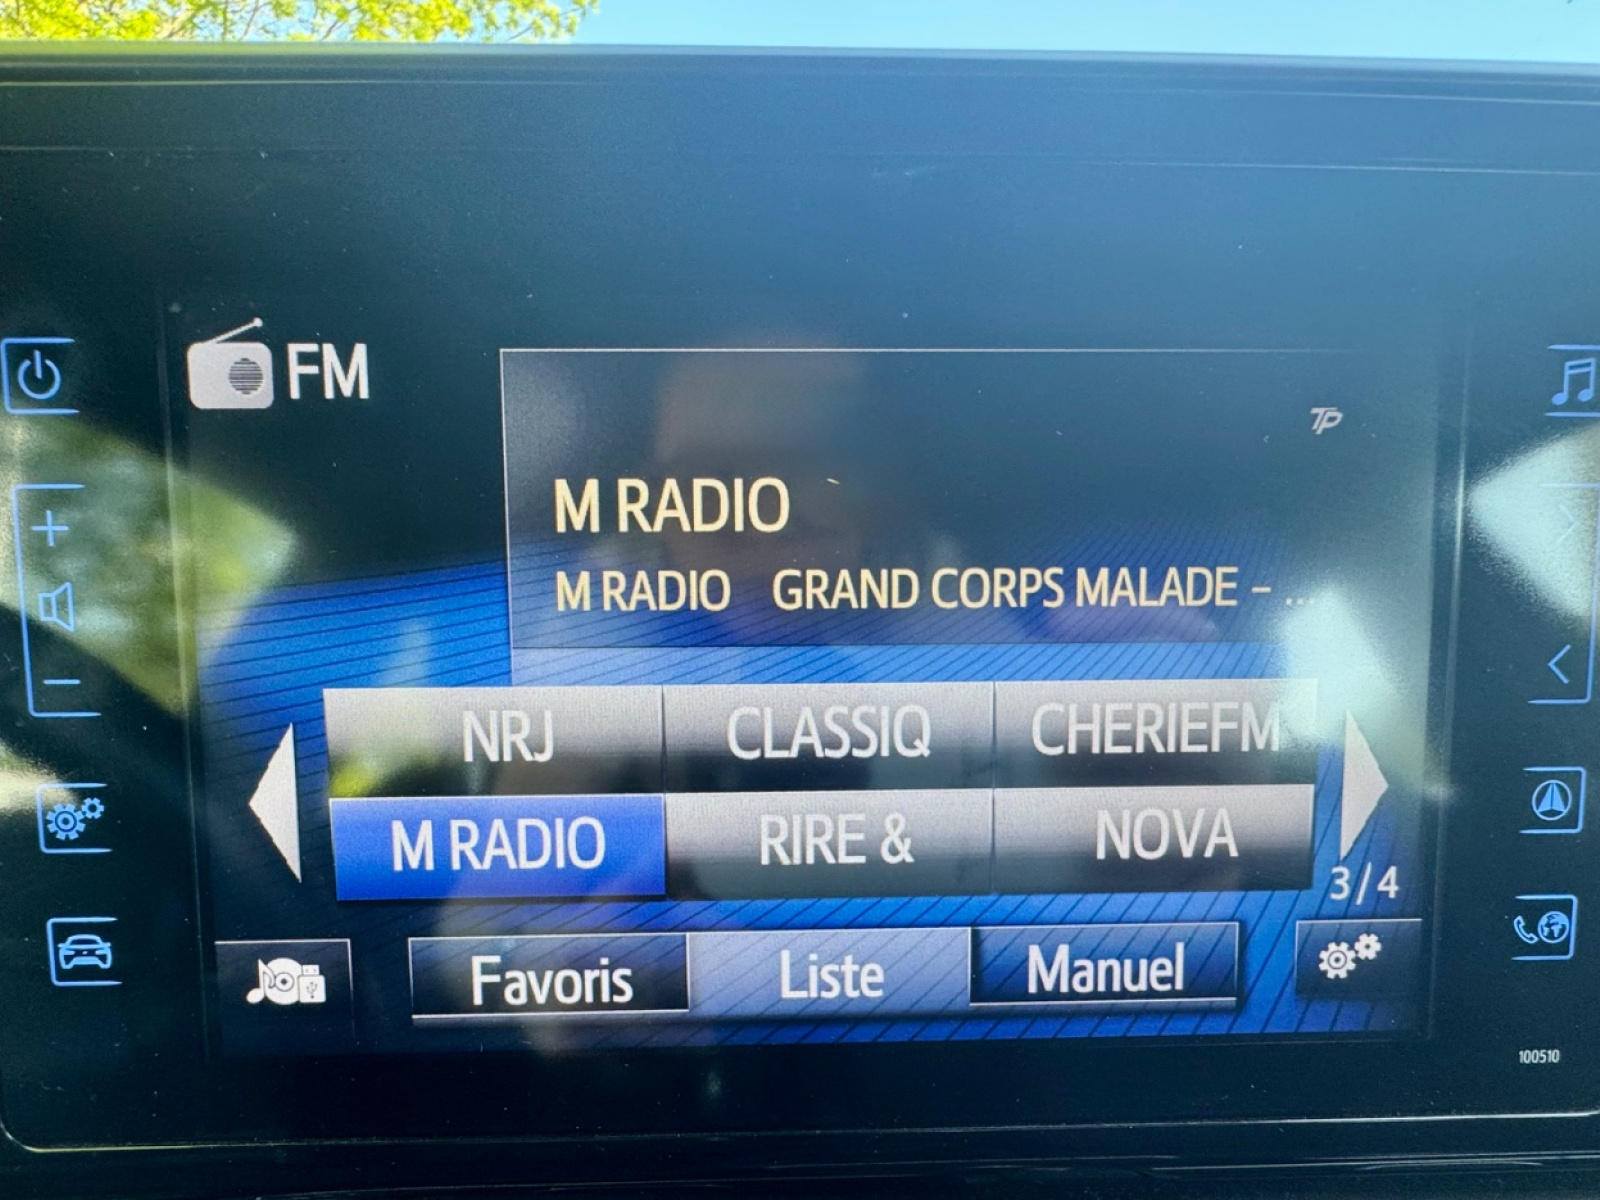 FM
TP
M RADIO
M RADIO GRAND CORPS MALADE – ...
NRJ CLASSIQ CHERIEFM
M RADIO RIRE & NOVA
3/4
Favoris Liste Manuel
100510